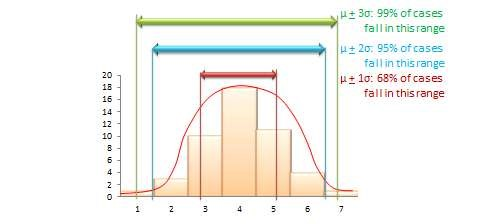 μ ± 3σ: 99% of cases
fall in this range
μ ± 2σ: 95% of cases
fall in this range
μ ± 1σ: 68% of cases
fall in this range
20
18
16
14
12
10
8
6
4
2
0
1 2 3 4 5 6 7